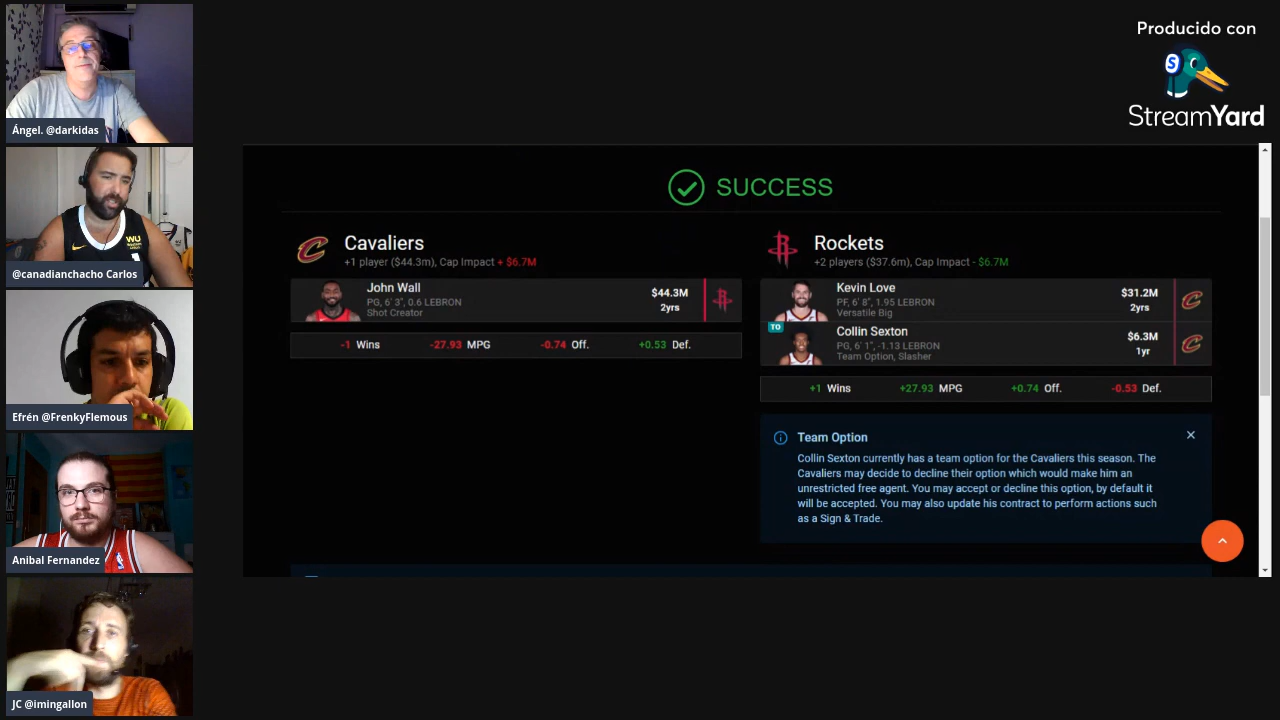 Producido con
S
StreamYard
Ángel. @darkidas
@canadianchacho Carlos
WU
Efrén @FrenkyFlemous
Anibal Fernandez
JC @imingallon
SUCCESS
Cavaliers
+1 player ($44.3m), Cap Impact + $6.7M
John Wall
PG, 6' 3", 0.6 LEBRON
Shot Creator
$44.3M
2yrs
-1 Wins -27.93 MPG -0.74 Off. +0.53 Def.
Rockets
+2 players ($37.6m), Cap Impact - $6.7M
Kevin Love
PF, 6' 8", 1.95 LEBRON
Versatile Big
$31.2M
2yrs
TO
Collin Sexton
PG, 6' 1", -1.13 LEBRON
Team Option, Slasher
$6.3M
1yr
+1 Wins +27.93 MPG +0.74 Off. -0.53 Def.
Team Option
Collin Sexton currently has a team option for the Cavaliers this season. The
Cavaliers may decide to decline their option which would make him an
unrestricted free agent. You may accept or decline this option, by default it
will be accepted. You may also update his contract to perform actions such
as a Sign & Trade.